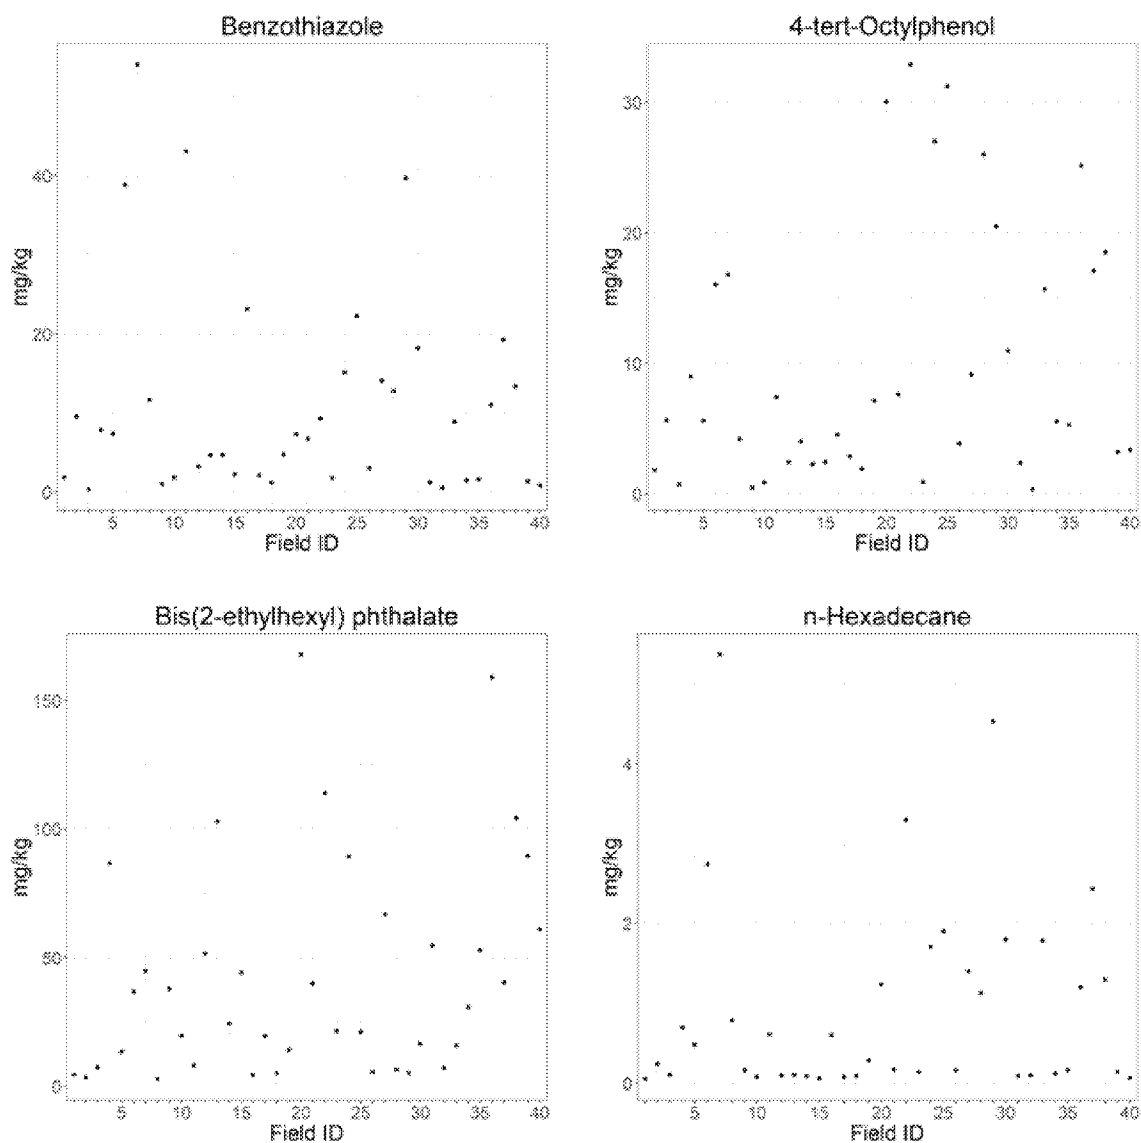 Benzothiazole
mg/kg
40
20
0
5 10 15 20 25 30 35 40
Field ID
4-tert-Octylphenol
mg/kg
30
20
10
0
5 10 15 20 25 30 35 40
Field ID
Bis(2-ethylhexyl) phthalate
mg/kg
150
100
50
0
5 10 15 20 25 30 35 40
Field ID
n-Hexadecane
mg/kg
4
2
0
5 10 15 20 25 30 35 40
Field ID